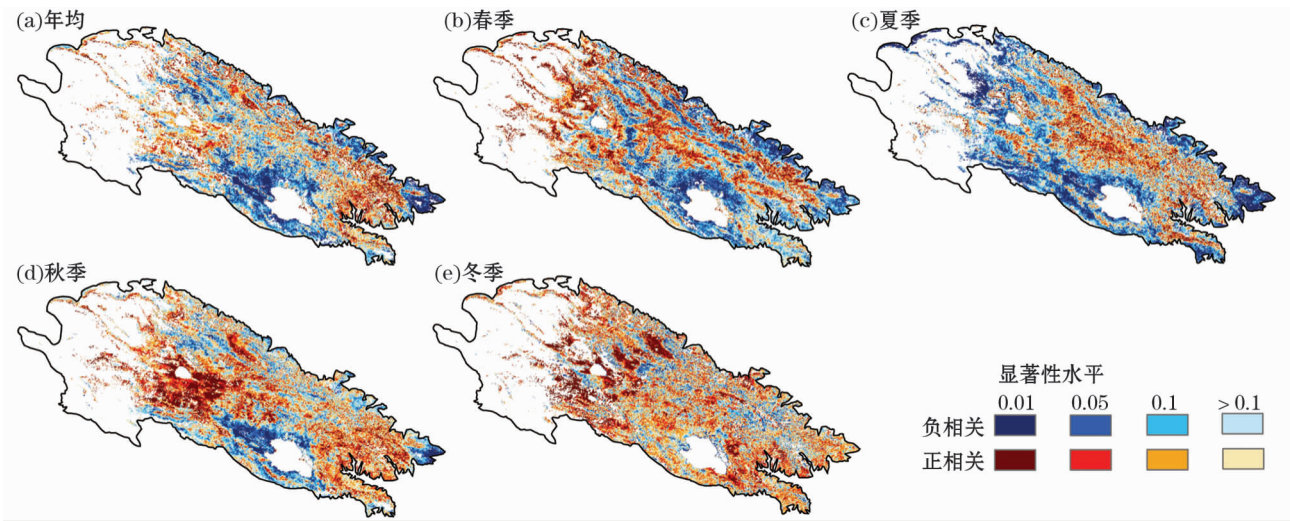 (a)年均
(b)春季
(c)夏季
(d)秋季
(e)冬季
显著性水平
0.01 0.05 0.1 >0.1
负相关
正相关